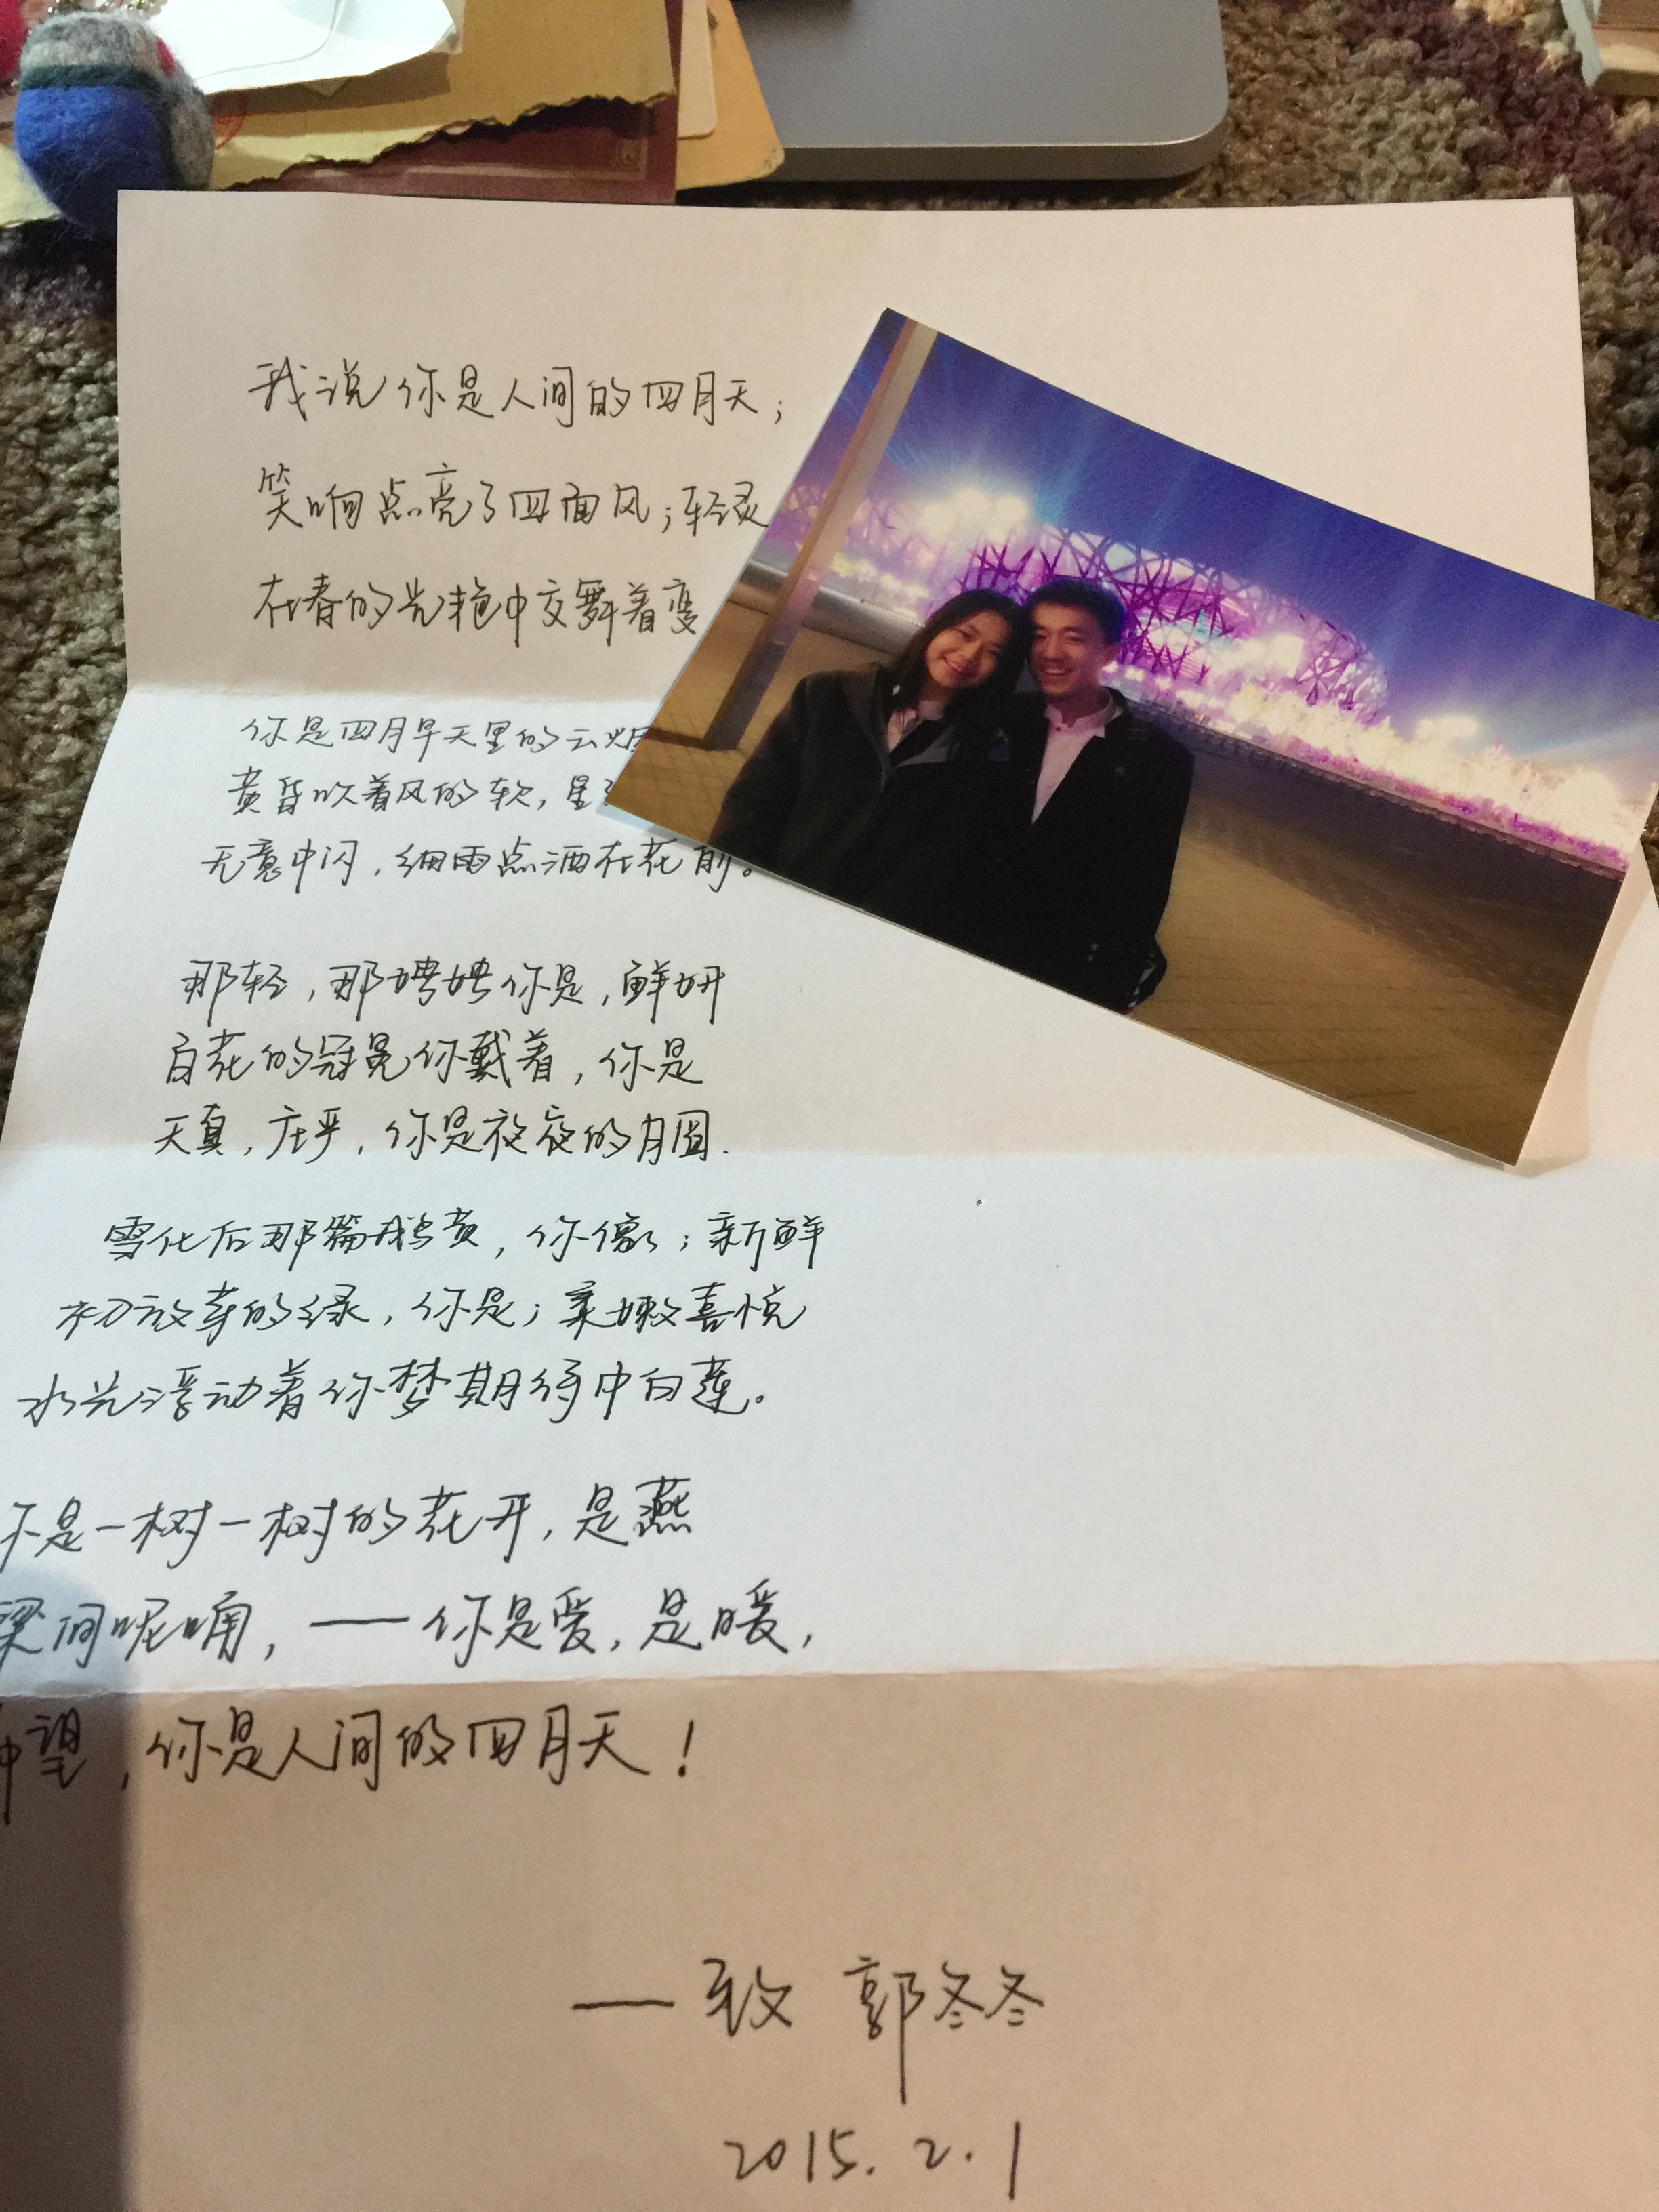 我说你是人间的四月天；
笑响点亮了四面风；轻灵
在春的光艳中交舞着变
你是四月早天里的云烟
黄昏吹着风的软，星
无意中闪，细雨点洒在花前。
那轻，那娉婷你是，鲜妍
百花的冠冕你戴着，你是
天真，庄严，你是夜夜的月圆.
雪化后那篇鹅黄，你像；新鲜
初放芽的绿，你是；柔嫩喜悦
水光浮动着你梦期待中白莲。
你是一树一树的花开，是燕
梁间呢喃，——你是爱，是暖，
望，你是人间的四月天！
——致 郭冬冬
2015.2.1